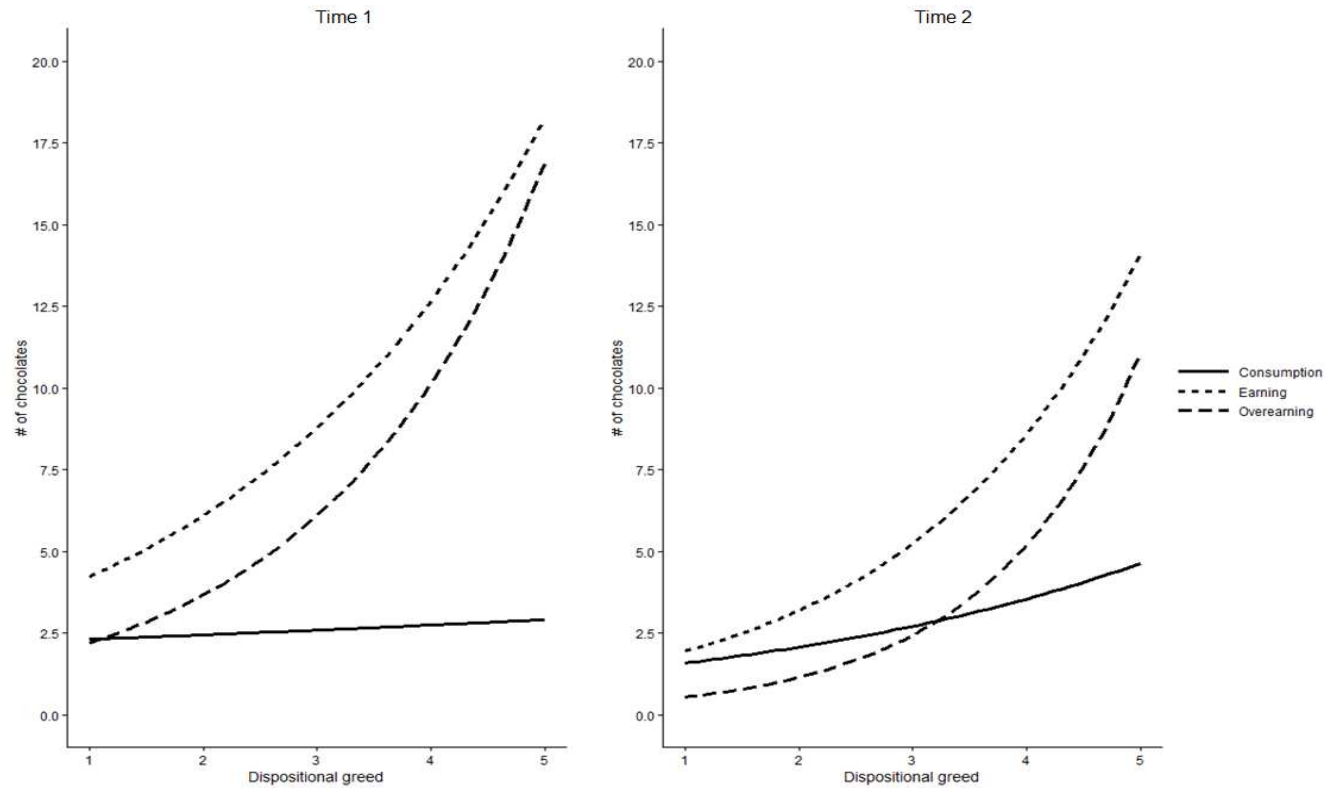 Time 1
20.0
17.5
15.0
12.5
10.0
7.5
5.0
2.5
0.0
# of chocolates
1 2 3 4 5
Dispositional greed
Time 2
20.0
17.5
15.0
12.5
10.0
7.5
5.0
2.5
0.0
# of chocolates
1 2 3 4 5
Dispositional greed
Consumption
Earning
Overearning